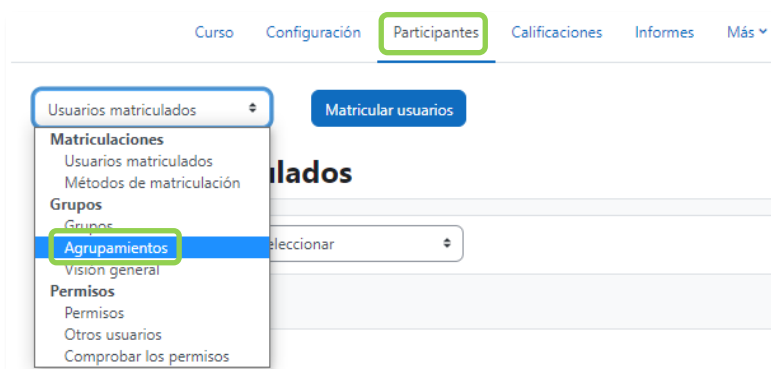 Curso Configuración Participantes Calificaciones Informes Más
Usuarios matriculados Matricular usuarios
Matriculaciones
Usuarios matriculados
Métodos de matriculación
ulados
Grupos
Grupos
Agrupamientos
eleccionar
Visión general
Permisos
Permisos
Otros usuarios
Comprobar los permisos